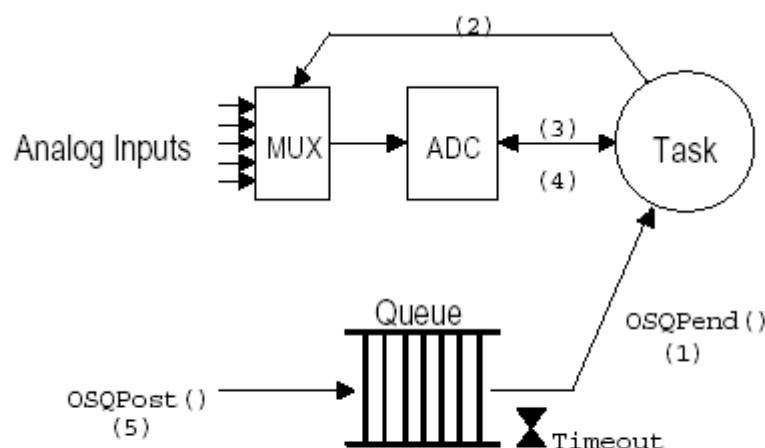 (2)
Analog Inputs
MUX
ADC
(3)
(4)
Task
Queue
OSQPend()
(1)
OSQPost()
(5)
Timeout